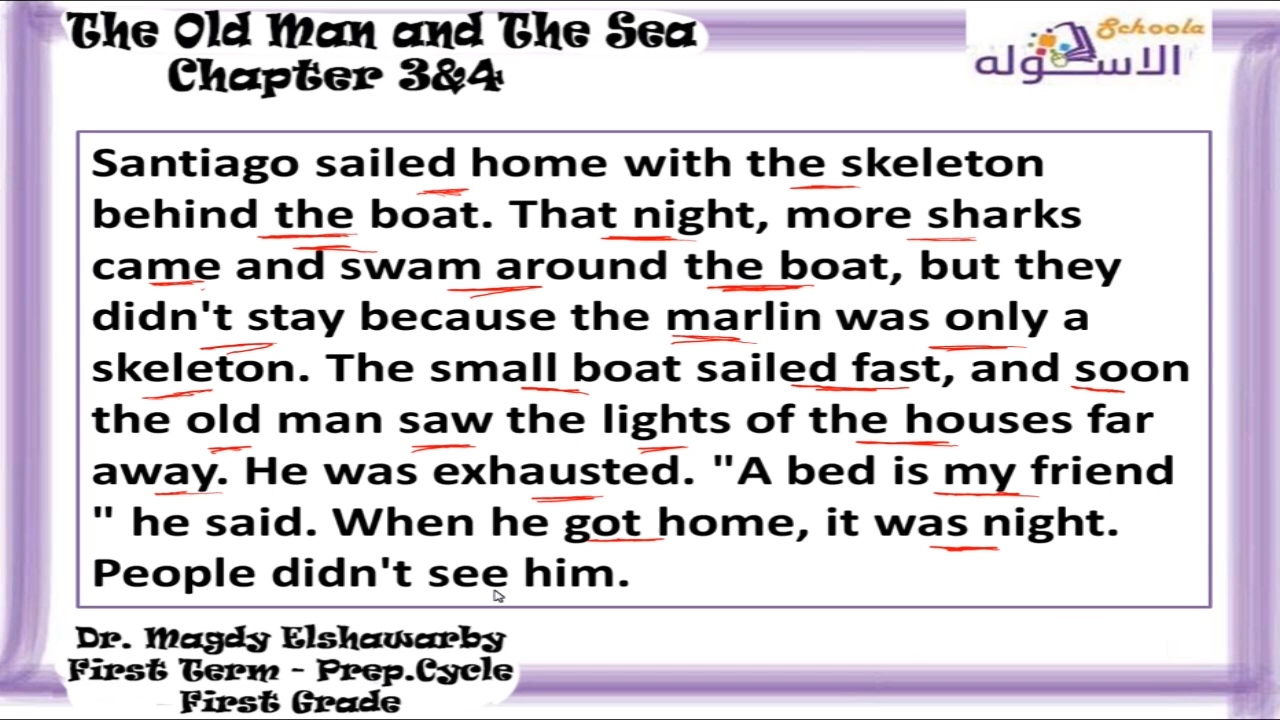 The Old Man and The Sea
Chapter 3&4
Schoola
الاسكوله
Santiago sailed home with the skeleton
behind the boat. That night, more sharks
came and swam around the boat, but they
didn't stay because the marlin was only a
skeleton. The small boat sailed fast, and soon
the old man saw the lights of the houses far
away. He was exhausted. "A bed is my friend
" he said. When he got home, it was night.
People didn't see him.
Dr. Magdy Elshawarby
First Term - Prep.Cycle
First Grade